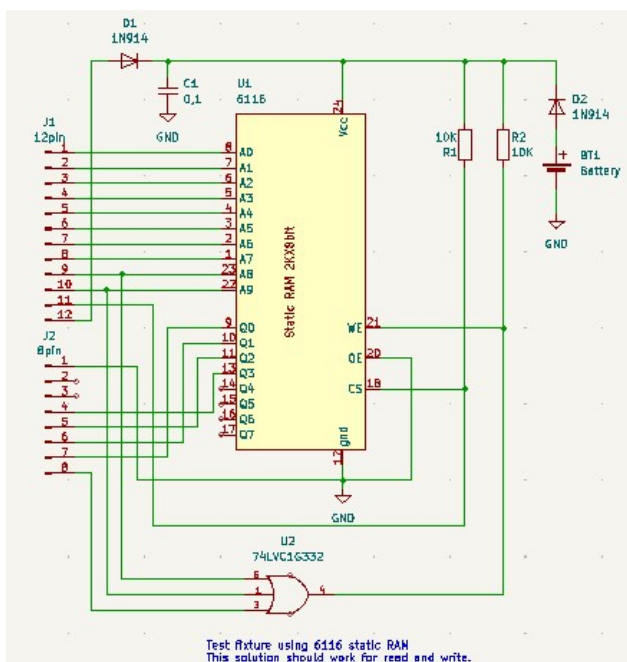 D1
1N914
C1
0,1
GND
U1
6116
D2
1N914
J1
12pin
1
2
3
4
5
6
7
8
9
10
11
12
8
7
6
5
4
3
2
1
23
22
A0
A1
A2
A3
A4
A5
A6
A7
A8
A9
24
Vcc
Static RAM 2KX8bit
10K
R1
R2
10K
BT1
Battery
GND
J2
8pin
1
2
3
4
5
6
7
8
9
10
11
13
14
15
16
17
Q0
Q1
Q2
Q3
Q4
Q5
Q6
Q7
WE
21
OE
20
CS
18
gnd
12
GND
U2
74LVC1G332
6
1
3
4
Test fixture using 6116 static RAM
This solution should work for read and write.